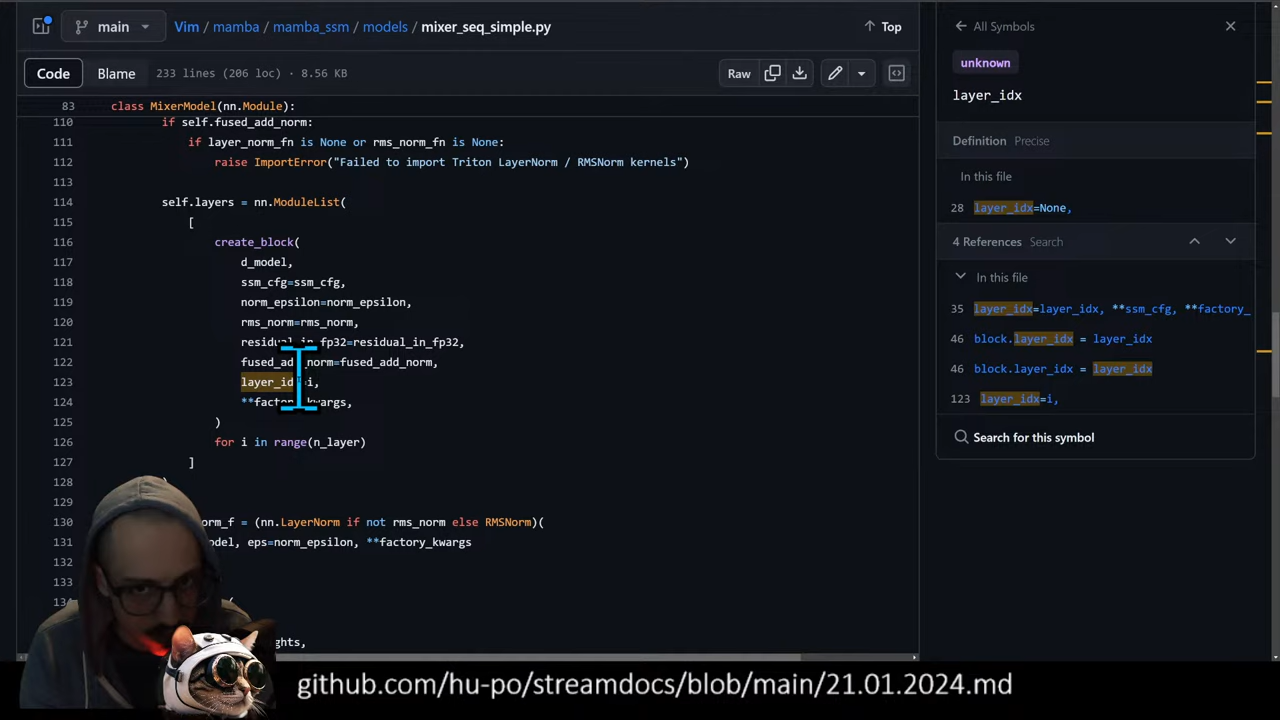 main
Vim / mamba / mamba_ssm / models / mixer_seq_simple.py
Top
Code
Blame
233 lines (206 loc) · 8.56 KB
Raw
83 class MixerModel(nn.Module):
110 if self.fused_add_norm:
111 if layer_norm_fn is None or rms_norm_fn is None:
112 raise ImportError("Failed to import Triton LayerNorm / RMSNorm kernels")
113
114 self.layers = nn.ModuleList(
115 [
116 create_block(
117 d_model,
118 ssm_cfg=ssm_cfg,
119 norm_epsilon=norm_epsilon,
120 rms_norm=rms_norm,
121 residual_in_fp32=residual_in_fp32,
122 fused_add_norm=fused_add_norm,
123 layer_idx=i,
124 **factory_kwargs,
125 )
126 for i in range(n_layer)
127 ]
128
129
130 orm_f = (nn.LayerNorm if not rms_norm else RMSNorm)(
131 odel, eps=norm_epsilon, **factory_kwargs
132
133
(
ghts,
All Symbols
unknown
layer_idx
Definition Precise
In this file
28 layer_idx=None,
4 References Search
In this file
35 layer_idx=layer_idx, **ssm_cfg, **factory_
46 block.layer_idx = layer_idx
46 block.layer_idx = layer_idx
123 layer_idx=i,
Search for this symbol
github.com/hu-po/streamdocs/blob/main/21.01.2024.md